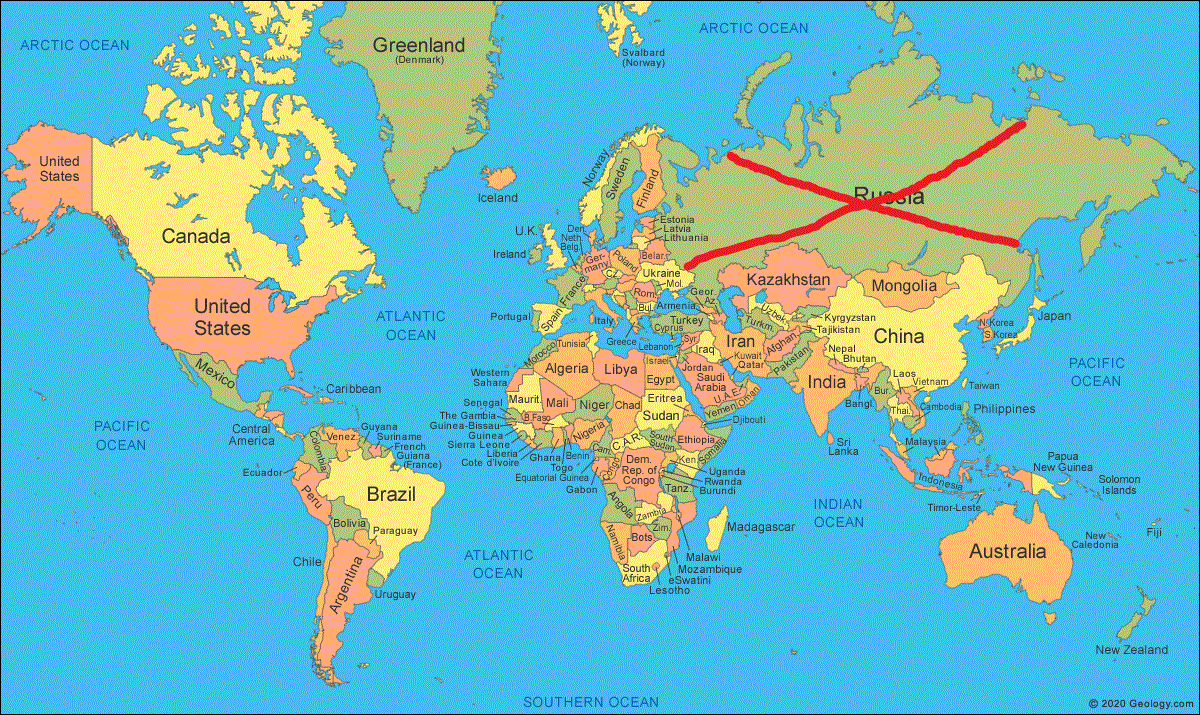 ARCTIC OCEAN
Greenland
(Denmark)
Svalbard
(Norway)
ARCTIC OCEAN
United
States
Canada
Iceland
Norway
Sweden
Finland
Russia
Estonia
Latvia
Lithuania
U.K.
Ireland
Den.
Neth.
Belg.
Ger-
many
Poland
Belar.
Cz.
Ukraine
Mol.
France
Rom.
Bul.
Spain
Portugal
Italy
Greece
Geor.
Armenia
Az.
Turkey
Cyprus
Lebanon
Syr.
Israel
Iraq
Jordan
Kuwait
Qatar
Saudi
Arabia
U.A.E.
Oman
Yemen
Iran
Kazakhstan
Uzbek.
Turkm.
Kyrgyzstan
Tajikistan
Afghan.
Pakistan
Mongolia
China
N.Korea
S.Korea
Japan
Nepal
Bhutan
India
Bangl.
Bur.
Laos
Vietnam
Thai.
Cambodia
Taiwan
Philippines
Sri
Lanka
Malaysia
Indonesia
Timor-Leste
Papua
New Guinea
Solomon
Islands
Fiji
New
Caledonia
Australia
New Zealand
United
States
Mexico
ATLANTIC
OCEAN
PACIFIC
OCEAN
PACIFIC
OCEAN
Caribbean
Central
America
Guyana
Suriname
French
Guiana
(France)
Venez.
Colombia
Ecuador
Peru
Brazil
Bolivia
Paraguay
Chile
Argentina
Uruguay
Morocco
Tunisia
Algeria
Libya
Egypt
Western
Sahara
Maurit.
Mali
Niger
Chad
Eritrea
Sudan
Djibouti
Senegal
The Gambia
Guinea-Bissau
Guinea
Sierra Leone
Liberia
Cote d'Ivoire
B.Faso
Ghana
Togo
Benin
Nigeria
Equatorial Guinea
Gabon
Cam.
Congo
C.A.R.
South
Sudan
Ethiopia
Somalia
Ken.
Uganda
Rwanda
Burundi
Dem.
Rep. of
Congo
Tanz.
Angola
Zambia
Zim.
Namibia
Bots
South
Africa
Madagascar
Malawi
Mozambique
eSwatini
Lesotho
INDIAN
OCEAN
ATLANTIC
OCEAN
SOUTHERN OCEAN
© 2020 Geology.com